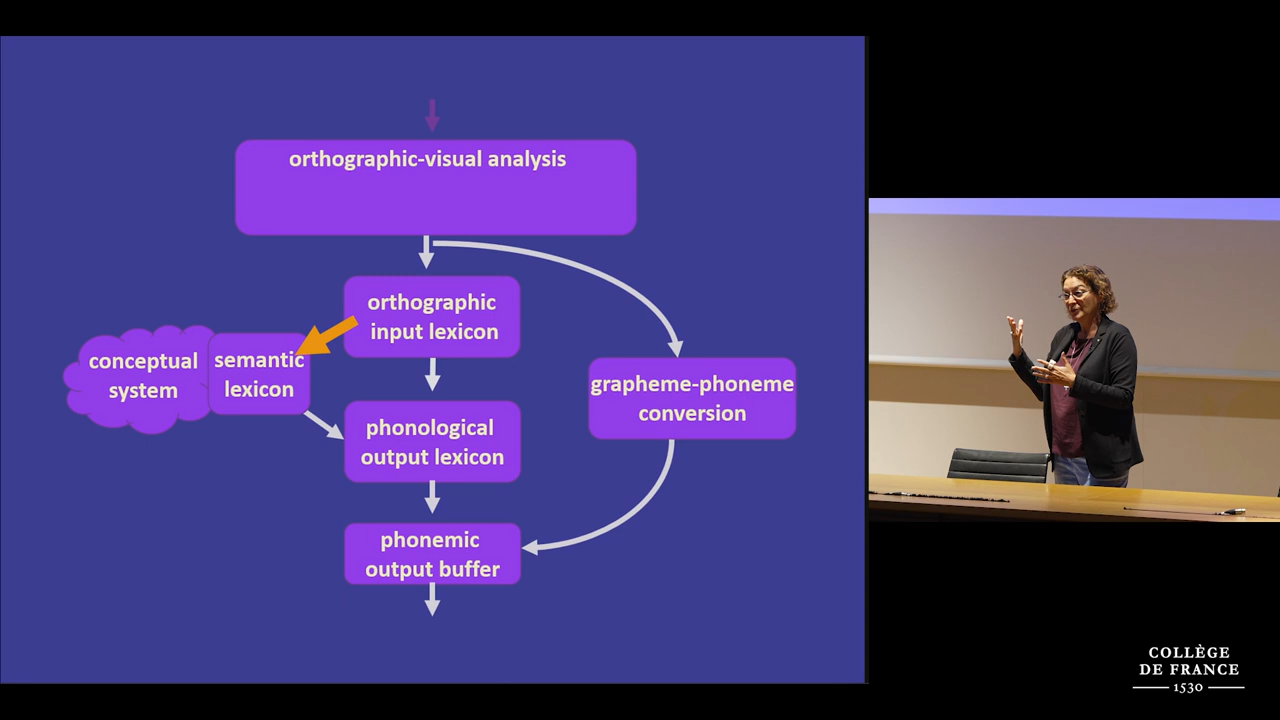 orthographic-visual analysis
orthographic
input lexicon
conceptual
system
semantic
lexicon
grapheme-phoneme
conversion
phonological
output lexicon
phonemic
output buffer
COLLÈGE
DE FRANCE
1530